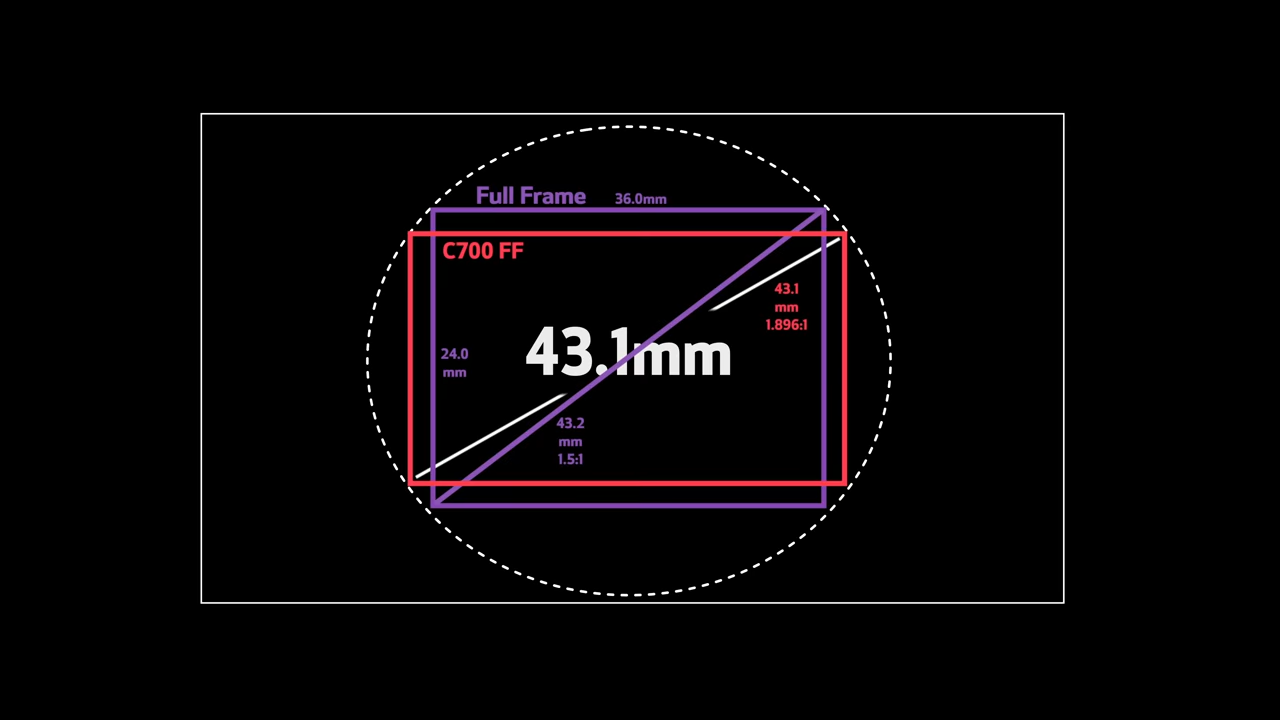 Full Frame 36.0mm
C700 FF
43.1
mm
1.896:1
24.0
mm
43.1mm
43.2
mm
1.5:1